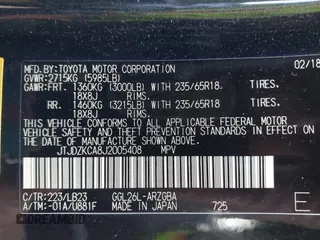 MFD.BY:TOYOTA MOTOR CORPORATION 02/18
GVWR:2715KG (5985LB)
GAWR:FRT. 1360KG (3000LB) WITH 235/65R18 TIRES.
18X8J RIMS.
RR. 1460KG (3215LB) WITH 235/65R18 TIRES.
18X8J RIMS.
THIS VEHICLE CONFORMS TO ALL APPLICABLE
FEDERAL MOTOR VEHICLE SAFETY STANDARDS IN
EFFECT ON THE DATE OF MANUFACTURE SHOWN
ABOVE.
JTJDZKCA8J2005408 MPV
C/TR:223/LB23 GGL26L-ARZGBA
A/TM:-01A/U881F MADE IN JAPAN 725 E